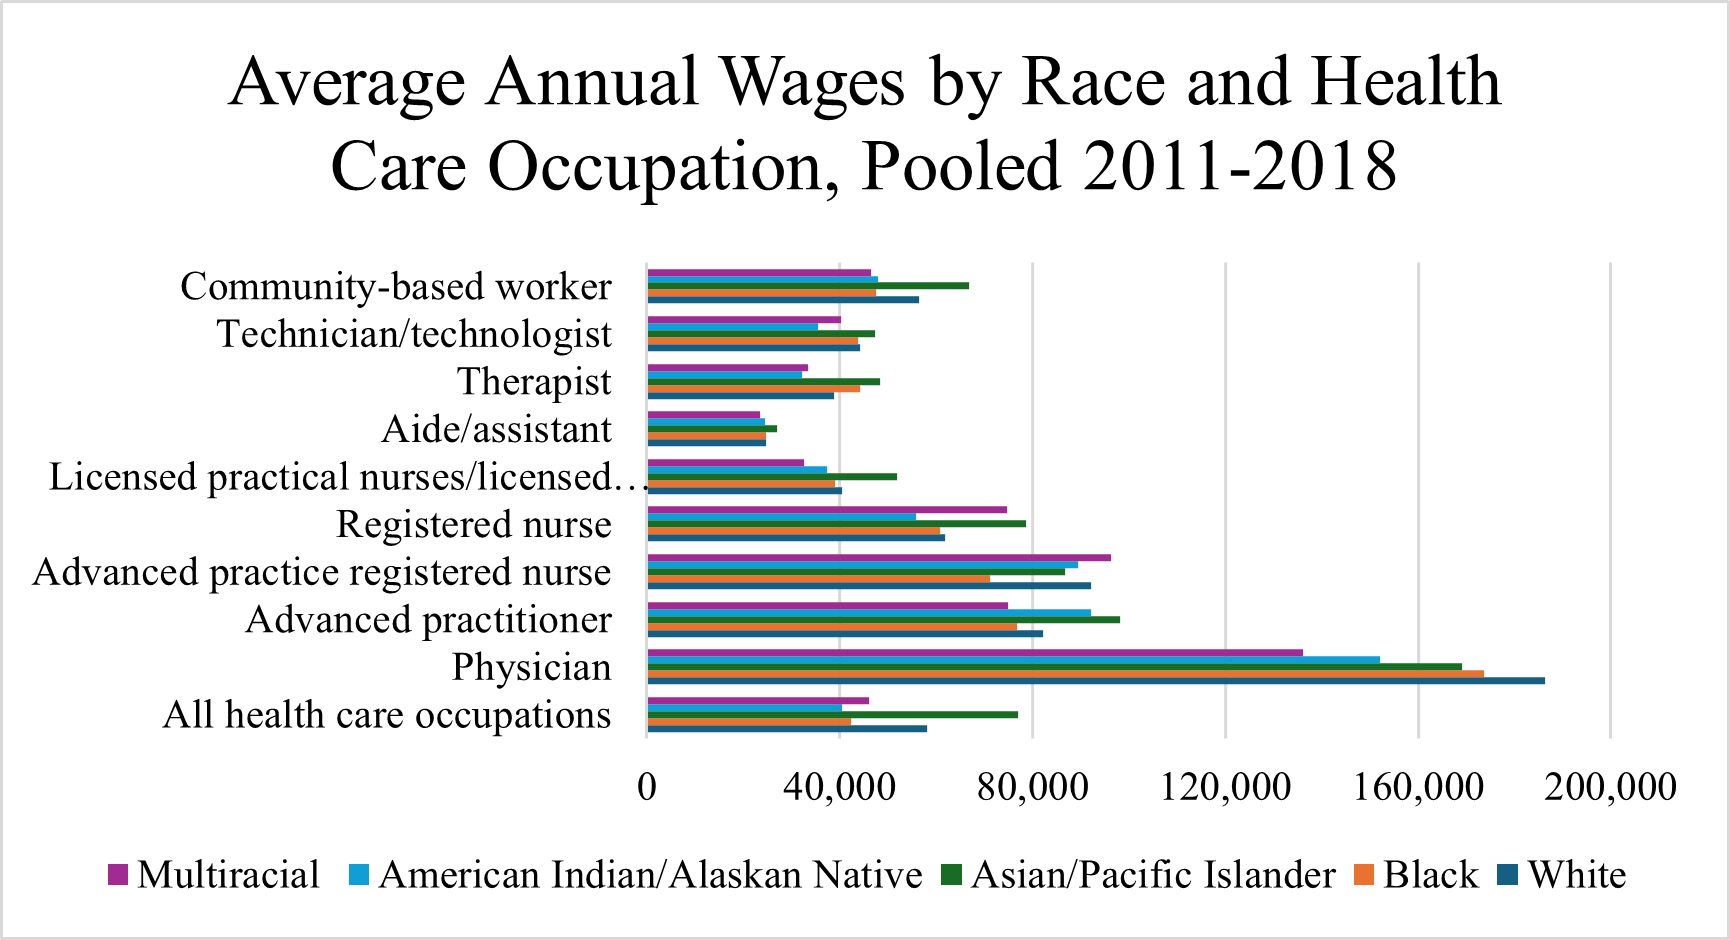 Average Annual Wages by Race and Health
Care Occupation, Pooled 2011-2018
Community-based worker
Technician/technologist
Therapist
Aide/assistant
Licensed practical nurses/licensed…
Registered nurse
Advanced practice registered nurse
Advanced practitioner
Physician
All health care occupations
0 40,000 80,000 120,000 160,000 200,000
Multiracial American Indian/Alaskan Native Asian/Pacific Islander Black White